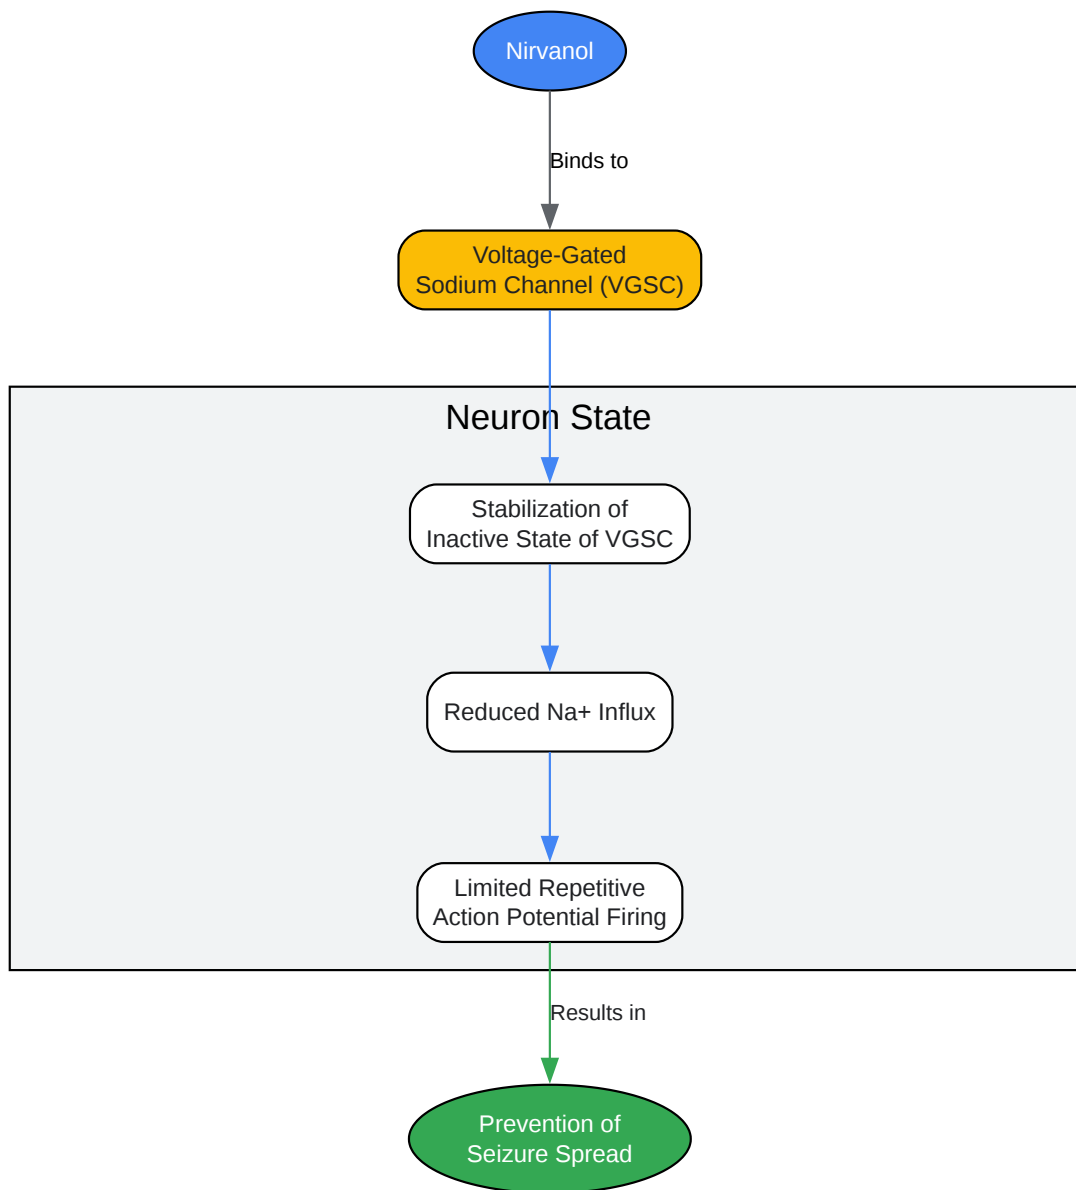 Nirvanol
Binds to
Voltage-Gated
Sodium Channel (VGSC)
Neuron State
Stabilization of
Inactive State of VGSC
Reduced Na+ Influx
Limited Repetitive
Action Potential Firing
Results in
Prevention of
Seizure Spread